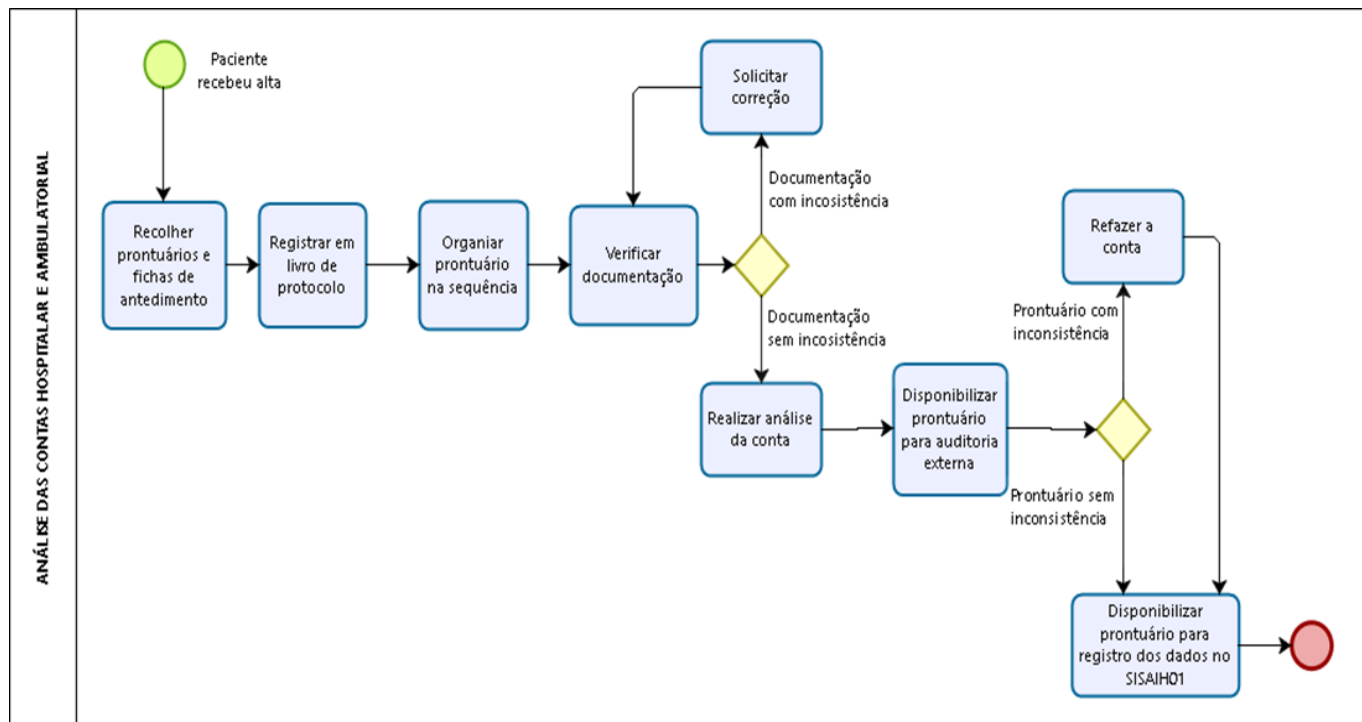 ANÁLISE DAS CONTAS HOSPITALAR E AMBULATORIAL
Paciente
recebeu alta
Recolher
prontuários e
fichas de
antedimento
Registrar em
livro de
protocolo
Organiar
prontuário
na sequência
Verificar
documentação
Solicitar
correção
Documentação
com incosistência
Documentação
sem incosistência
Realizar análise
da conta
Disponibilizar
prontuário
para auditoria
externa
Refazer a
conta
Prontuário com
inconsistência
Prontuário sem
inconsistência
Disponibilizar
prontuário para
registro dos dados no
SISAIH01